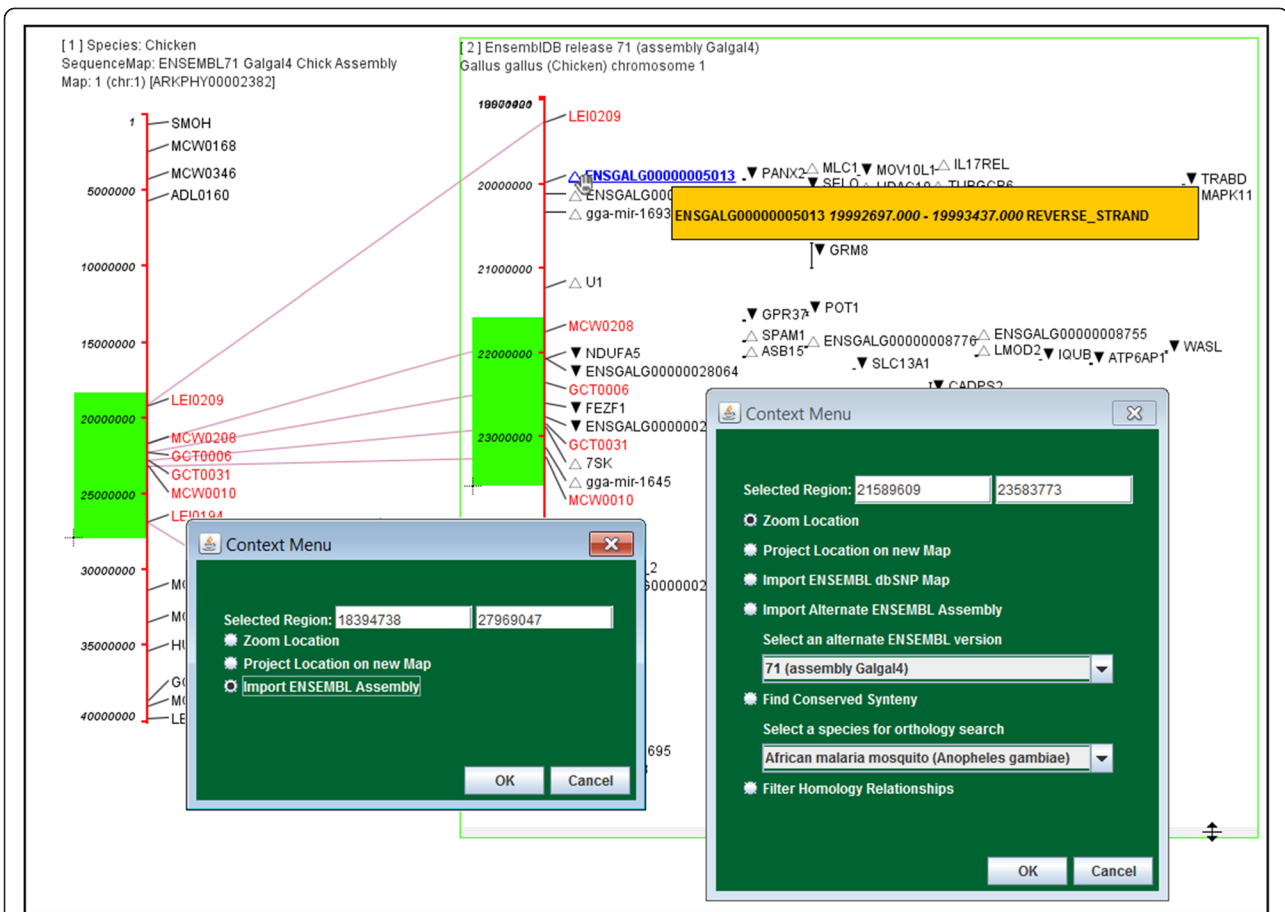 [ 1 ] Species: Chicken
SequenceMap: ENSEMBL71 Galgal4 Chick Assembly
Map: 1 (chr:1) [ARKPHY00002382]
1
SMOH
MCW0168
MCW0346
5000000
ADL0160
10000000
15000000
LEI0209
20000000
MCW0208
GCT0006
GCT0031
25000000
MCW0010
LEI0194
30000000
35000000
40000000
[ 2 ] EnsemblDB release 71 (assembly Galgal4)
Gallus gallus (Chicken) chromosome 1
LEI0209
ENSGALG00000005013
PANX2
MLC1
MOV10L1
IL17REL
TRABD
20000000
MAPK11
gga-mir-1693
ENSGALG00000005013 19992697.000 - 19993437.000 REVERSE_STRAND
GRM8
21000000
U1
GPR37
POT1
MCW0208
SPAM1
ENSGALG00000008776
ENSGALG00000008755
22000000
NDUFA5
ASB15
LMOD2
IQUB
ATP6AP1
WASL
ENSGALG00000028064
SLC13A1
GCT0006
CADPS2
FEZF1
23000000
GCT0031
7SK
gga-mir-1645
MCW0010
Context Menu
Selected Region: 18394738 27969047
Zoom Location
Project Location on new Map
Import ENSEMBL Assembly
OK Cancel
Context Menu
Selected Region: 21589609 23583773
Zoom Location
Project Location on new Map
Import ENSEMBL dbSNP Map
Import Alternate ENSEMBL Assembly
Select an alternate ENSEMBL version
71 (assembly Galgal4)
Find Conserved Synteny
Select a species for orthology search
African malaria mosquito (Anopheles gambiae)
Filter Homology Relationships
OK Cancel